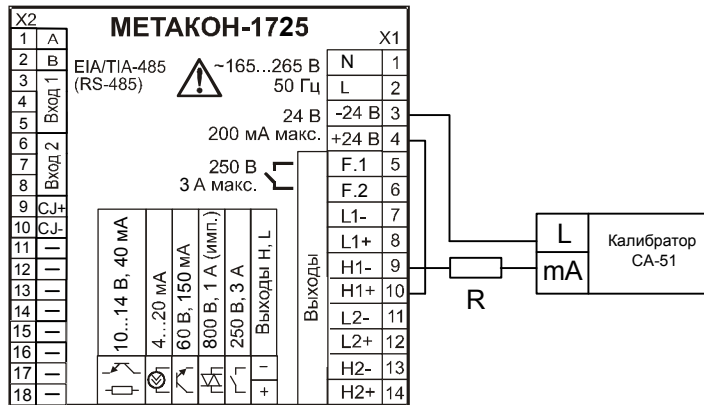 X2
МЕТАКОН-1725
X1
1 A
2 B
3
4
5
Вход 1
6
7
8
Вход 2
9 CJ+
10 CJ-
11 –
12 –
13 –
14 –
15 –
16 –
17 –
18 –
EIA/TIA-485
(RS-485)
~165...265 В
50 Гц
24 В
200 мА макс.
250 В
3 А макс.
N 1
L 2
-24 В 3
+24 В 4
F.1 5
F.2 6
L1- 7
L1+ 8
H1- 9
H1+ 10
L2- 11
L2+ 12
H2- 13
H2+ 14
Выходы
10...14 В, 40 мА
4...20 мА
60 В, 150 мА
800 В, 1 А (имп.)
250 В, 3 А
Выходы H, L
–
+
R
L
mA
Калибратор
СА-51